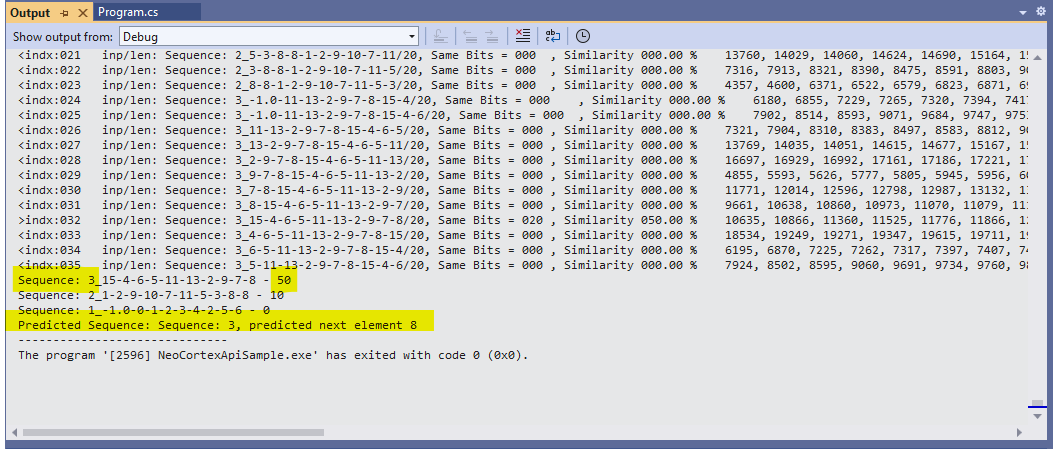 Output Program.cs
Show output from: Debug
<indx:021 inp/len: Sequence: 2_5-3-8-8-1-2-9-10-7-11/20, Same Bits = 000 , Similarity 000.00 % 13760, 14029, 14060, 14624, 14690, 15164,
<indx:022 inp/len: Sequence: 2_3-8-8-1-2-9-10-7-11-5/20, Same Bits = 000 , Similarity 000.00 % 7316, 7913, 8321, 8390, 8475, 8591, 8803,
<indx:023 inp/len: Sequence: 2_8-8-1-2-9-10-7-11-5-3/20, Same Bits = 000 , Similarity 000.00 % 4357, 4600, 6371, 6522, 6579, 6823, 6871,
<indx:024 inp/len: Sequence: 3_-1.0-11-13-2-9-7-8-15-4/20, Same Bits = 000 , Similarity 000.00 % 6180, 6855, 7229, 7265, 7320, 7394, 7417
<indx:025 inp/len: Sequence: 3_-1.0-11-13-2-9-7-8-15-4-6/20, Same Bits = 000 , Similarity 000.00 % 7902, 8514, 8593, 9071, 9684, 9747,
<indx:026 inp/len: Sequence: 3_11-13-2-9-7-8-15-4-6-5/20, Same Bits = 000 , Similarity 000.00 % 7321, 7904, 8310, 8383, 8497, 8583, 8812,
<indx:027 inp/len: Sequence: 3_13-2-9-7-8-15-4-6-5-11/20, Same Bits = 000 , Similarity 000.00 % 13769, 14035, 14051, 14615, 14677, 15167,
<indx:028 inp/len: Sequence: 3_2-9-7-8-15-4-6-5-11-13/20, Same Bits = 000 , Similarity 000.00 % 16697, 16929, 16992, 17161, 17186, 17221,
<indx:029 inp/len: Sequence: 3_9-7-8-15-4-6-5-11-13-2/20, Same Bits = 000 , Similarity 000.00 % 4855, 5593, 5626, 5777, 5805, 5945, 5956,
<indx:030 inp/len: Sequence: 3_7-8-15-4-6-5-11-13-2-9/20, Same Bits = 000 , Similarity 000.00 % 11771, 12014, 12596, 12798, 12987, 13132,
<indx:031 inp/len: Sequence: 3_8-15-4-6-5-11-13-2-9-7/20, Same Bits = 000 , Similarity 000.00 % 9661, 10638, 10860, 10973, 11070, 11079,
>indx:032 inp/len: Sequence: 3_15-4-6-5-11-13-2-9-7-8/20, Same Bits = 020 , Similarity 050.00 % 10635, 10866, 11360, 11525, 11776, 11866,
<indx:033 inp/len: Sequence: 3_4-6-5-11-13-2-9-7-8-15/20, Same Bits = 000 , Similarity 000.00 % 18534, 19249, 19271, 19347, 19615, 19711,
<indx:034 inp/len: Sequence: 3_6-5-11-13-2-9-7-8-15-4/20, Same Bits = 000 , Similarity 000.00 % 6195, 6870, 7225, 7262, 7317, 7397, 7407,
<indx:035 inp/len: Sequence: 3_5-11-13-2-9-7-8-15-4-6/20, Same Bits = 000 , Similarity 000.00 % 7924, 8502, 8595, 9060, 9691, 9734, 9760,
Sequence: 3_15-4-6-5-11-13-2-9-7-8 - 50
Sequence: 2_1-2-9-10-7-11-5-3-8-8 - 10
Sequence: 1_-1.0-0-1-2-3-4-2-5-6 - 0
Predicted Sequence: Sequence: 3, predicted next element 8
------------------------------
The program '[2596] NeoCortexApiSample.exe' has exited with code 0 (0x0).